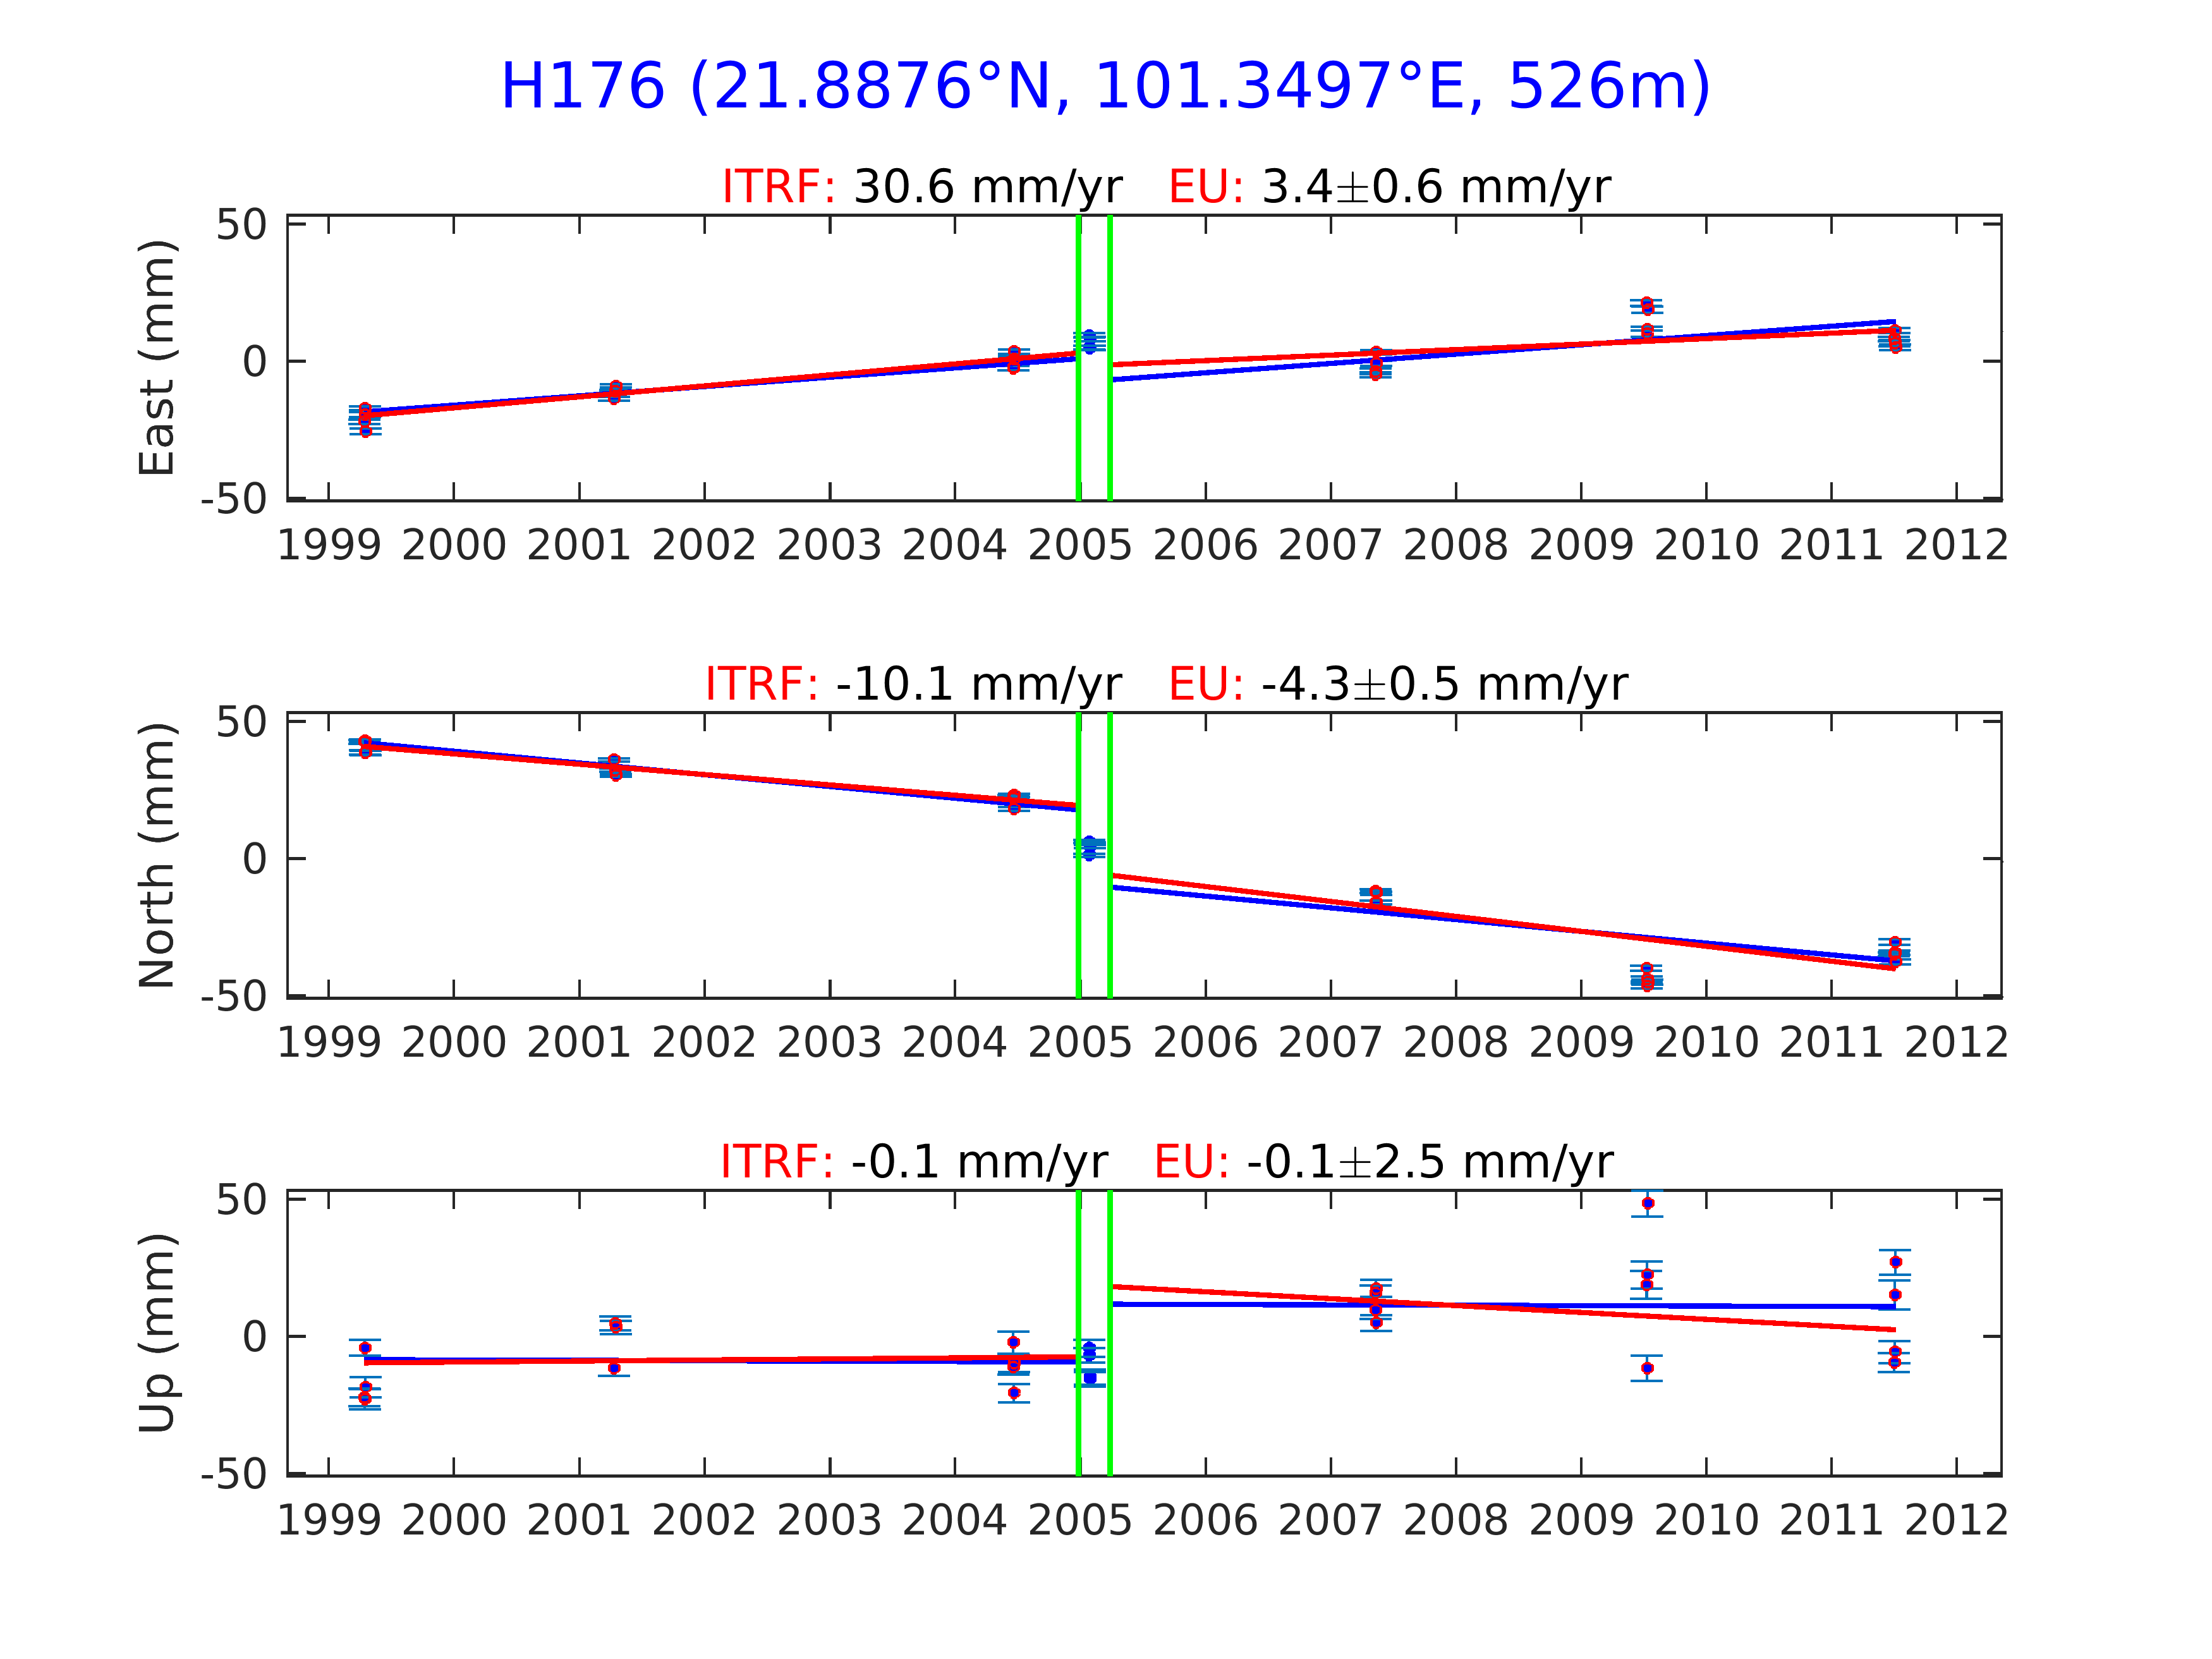 H176 (21.8876°N, 101.3497°E, 526m)
ITRF: 30.6 mm/yr EU: 3.4±0.6 mm/yr
East (mm)
50
0
-50
1999 2000 2001 2002 2003 2004 2005 2006 2007 2008 2009 2010 2011 2012
ITRF: -10.1 mm/yr EU: -4.3±0.5 mm/yr
North (mm)
50
0
-50
1999 2000 2001 2002 2003 2004 2005 2006 2007 2008 2009 2010 2011 2012
ITRF: -0.1 mm/yr EU: -0.1±2.5 mm/yr
Up (mm)
50
0
-50
1999 2000 2001 2002 2003 2004 2005 2006 2007 2008 2009 2010 2011 2012